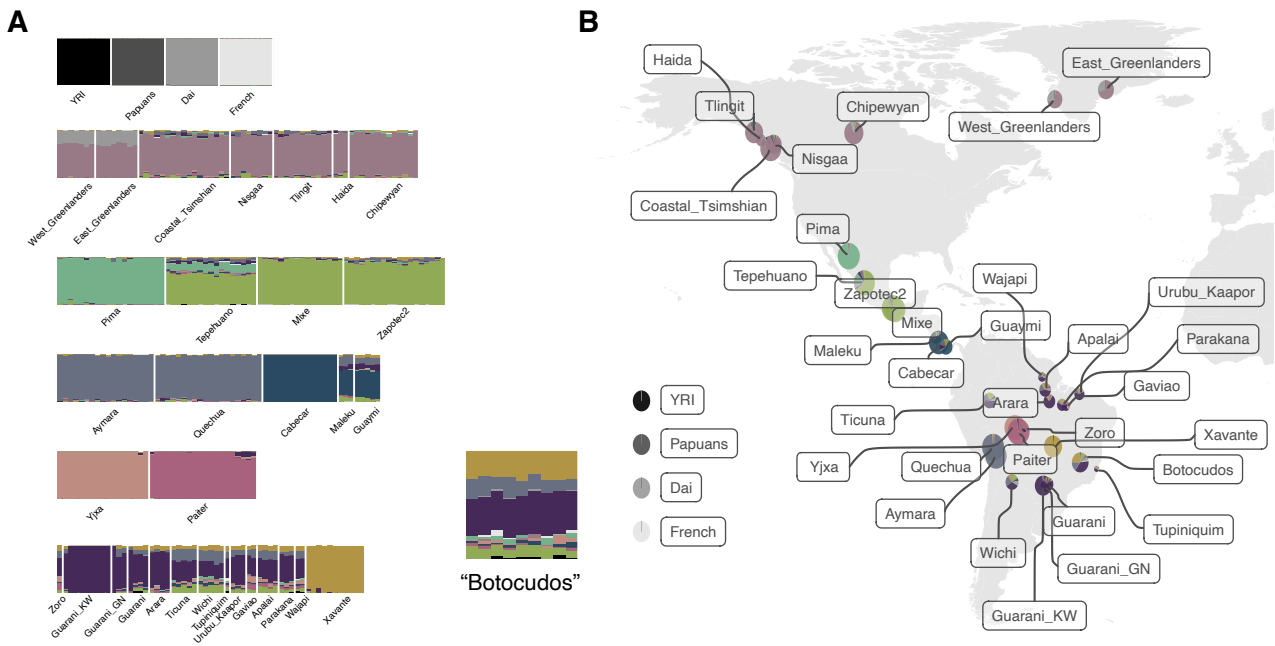 A
YRI
Papuans
Dai
French
West_Greenlanders
East_Greenlanders
Coastal_Tsimshian
Nisgaa
Tlingit
Haida
Chipewyan
Pima
Tepehuano
Mixe
Zapotec2
Aymara
Quechua
Cabecar
Maleku
Guaymi
Yjxa
Paiter
Zoro
Guarani_KW
Guarani_GN
Guarani
Arara
Ticuna
Wichi
Tupiniquim
Urubu_Kaapor
Gaviao
Apalai
Parakana
Wajapi
Xavante
“Botocudos”
B
Haida
East_Greenlanders
Tlingit
Chipewyan
West_Greenlanders
Nisgaa
Coastal_Tsimshian
Pima
Tepehuano
Wajapi
Urubu_Kaapor
Zapotec2
Mixe
Guaymi
Apalai
Parakana
Maleku
Cabecar
Gaviao
YRI
Arara
Ticuna
Papuans
Zoro
Xavante
Yjxa
Quechua
Paiter
Botocudos
Dai
Aymara
Guarani
Tupiniquim
French
Wichi
Guarani_GN
Guarani_KW